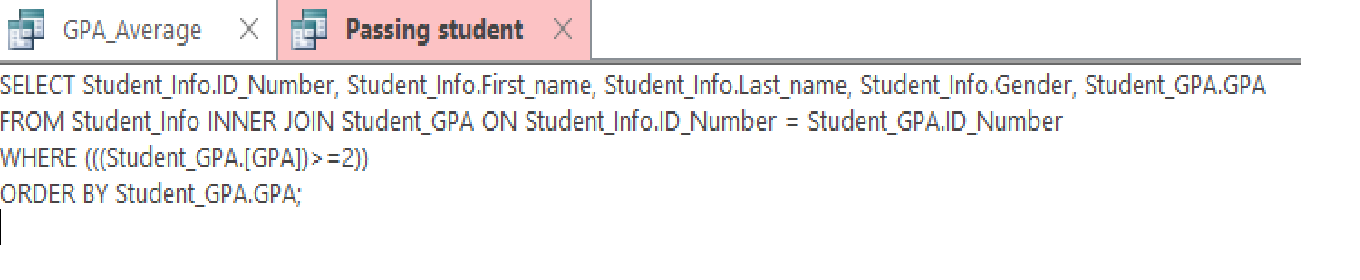 GPA_Average Passing student
SELECT Student_Info.ID_Number, Student_Info.First_name, Student_Info.Last_name, Student_Info.Gender, Student_GPA.GPA
FROM Student_Info INNER JOIN Student_GPA ON Student_Info.ID_Number = Student_GPA.ID_Number
WHERE (((Student_GPA.[GPA])>=2))
ORDER BY Student_GPA.GPA;